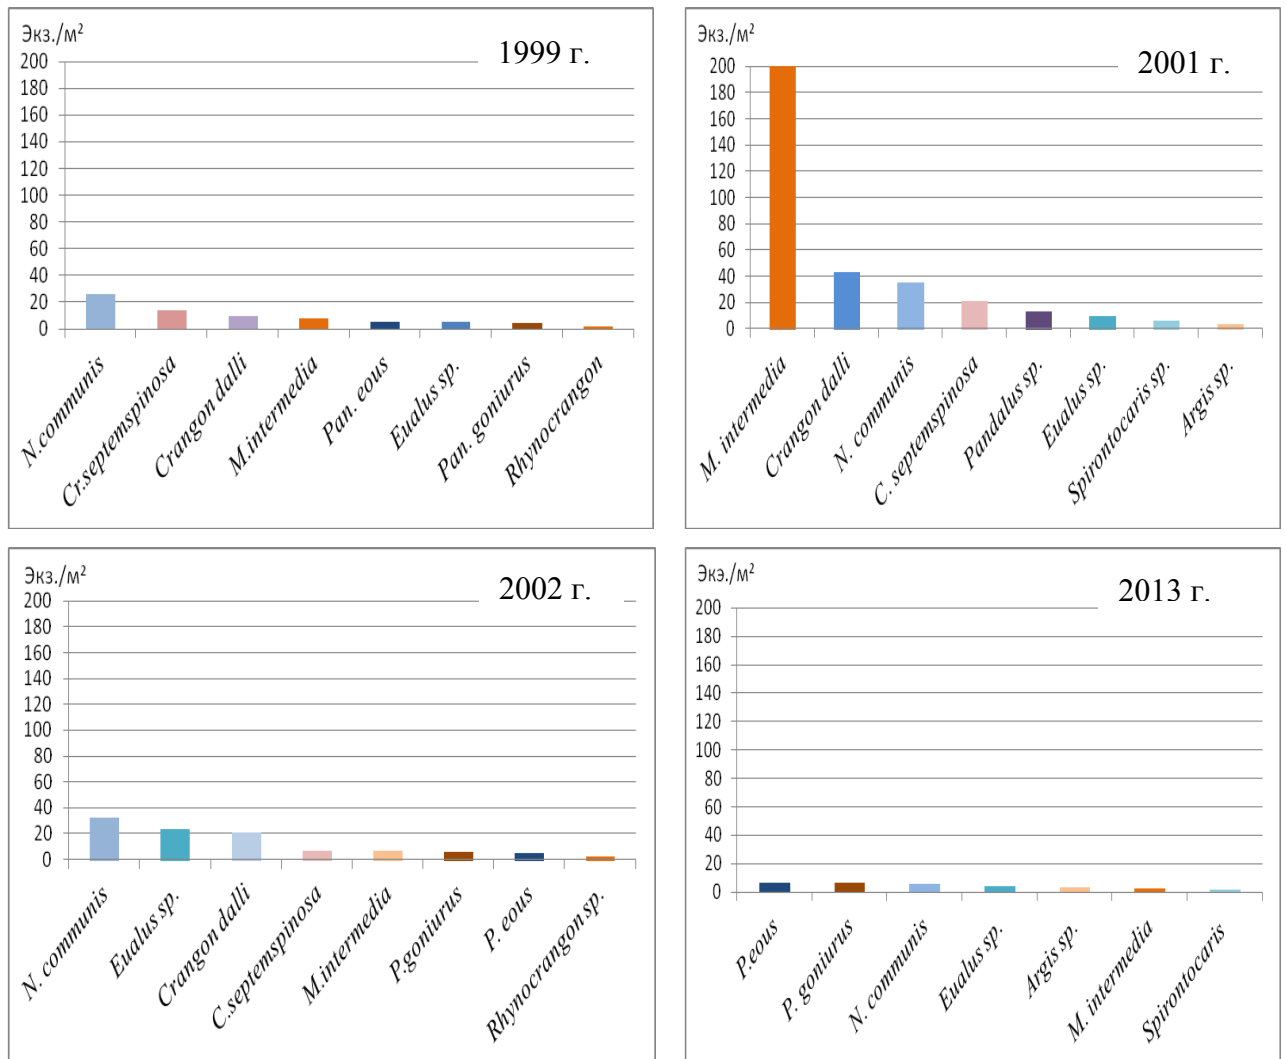 Экз./м²
1999 г.
200
180
160
140
120
100
80
60
40
20
0
N.communis
Cr.septemspinosa
Crangon dalli
M.intermedia
Pan. eous
Eualus sp.
Pan. goniurus
Rhynocrangon
Экз./м²
2001 г.
200
180
160
140
120
100
80
60
40
20
0
M. intermedia
Crangon dalli
N. communis
C. septemspinosa
Pandalus sp.
Eualus sp.
Spirontocaris sp.
Argis sp.
Экз./м²
2002 г.
200
180
160
140
120
100
80
60
40
20
0
N. communis
Eualus sp.
Crangon dalli
C.septemspinosa
M.intermedia
P.goniurus
P. eous
Rhynocrangon sp.
Экэ./м²
2013 г.
200
180
160
140
120
100
80
60
40
20
0
P.eous
P. goniurus
N. communis
Eualus sp.
Argis sp.
M. intermedia
Spirontocaris